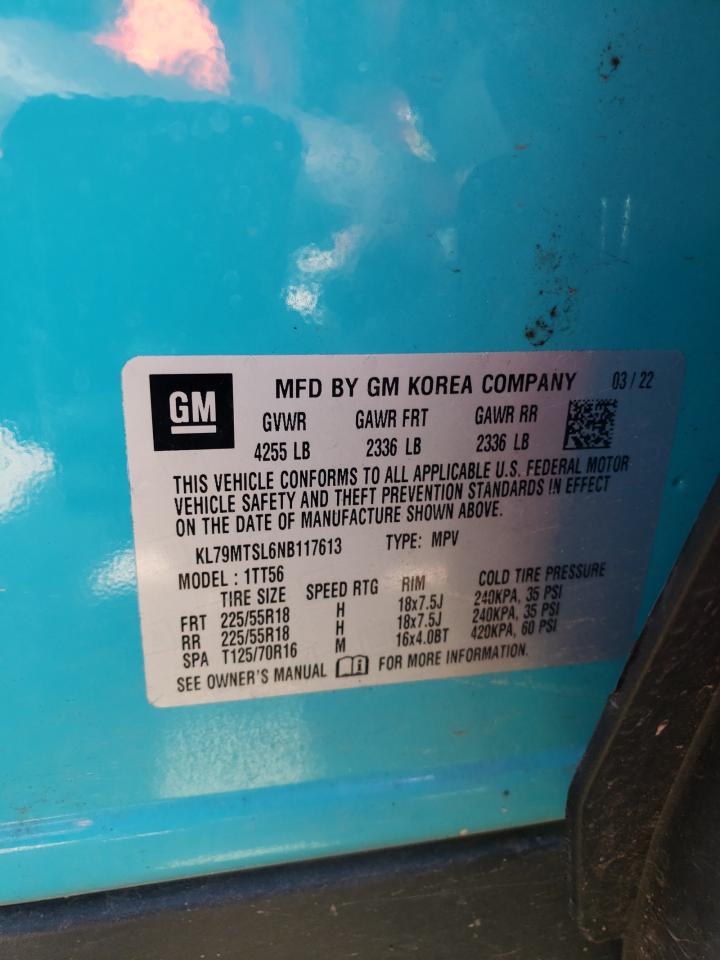 GM
MFD BY GM KOREA COMPANY 03 / 22
GVWR GAWR FRT GAWR RR
4255 LB 2336 LB 2336 LB
THIS VEHICLE CONFORMS TO ALL APPLICABLE U.S. FEDERAL MOTOR
VEHICLE SAFETY AND THEFT PREVENTION STANDARDS IN EFFECT
ON THE DATE OF MANUFACTURE SHOWN ABOVE.
KL79MTSL6NB117613 TYPE: MPV
MODEL : 1TT56
TIRE SIZE SPEED RTG RIM COLD TIRE PRESSURE
FRT 225/55R18 H 18x7.5J 240KPA, 35 PSI
RR 225/55R18 H 18x7.5J 240KPA, 35 PSI
SPA T125/70R16 M 16x4.0BT 420KPA, 60 PSI
SEE OWNER'S MANUAL FOR MORE INFORMATION.